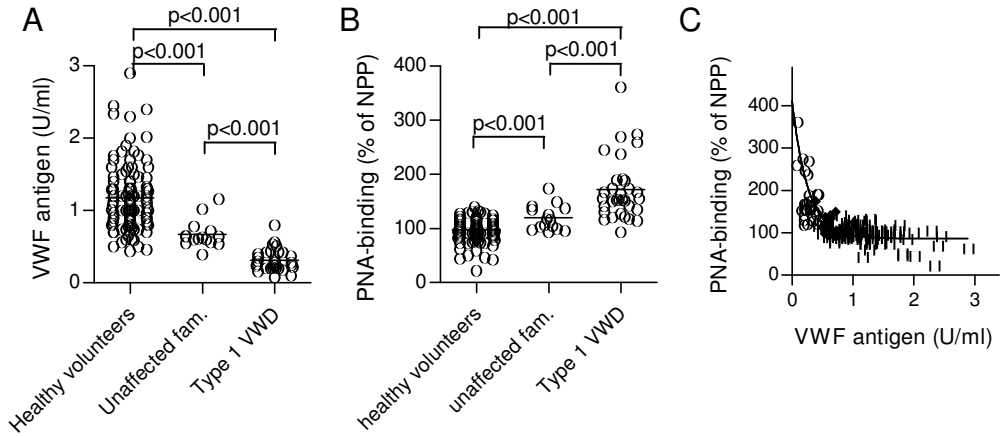 A
p<0.001
p<0.001
p<0.001
VWF antigen (U/ml)
3
2
1
0
Healthy volunteers
Unaffected fam.
Type 1 VWD
B
p<0.001
p<0.001
p<0.001
PNA-binding (% of NPP)
400
300
200
100
0
healthy volunteers
unaffected fam.
Type 1 VWD
C
PNA-binding (% of NPP)
400
300
200
100
0
0 1 2 3
VWF antigen (U/ml)